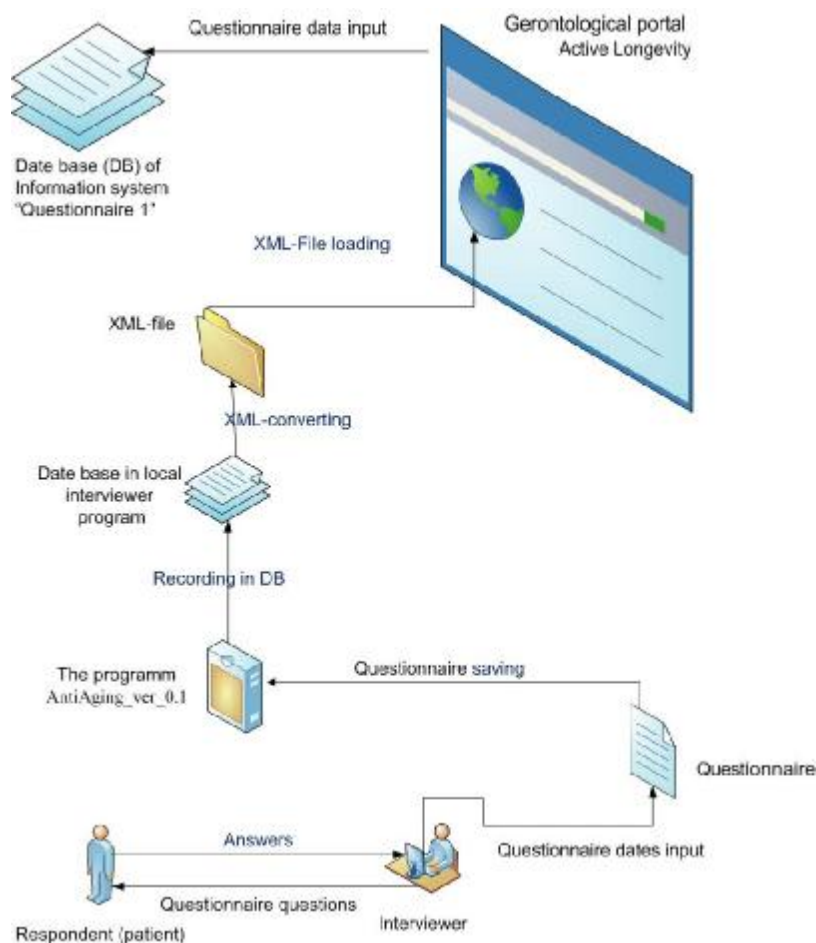 Questionnaire data input
Gerontological portal
Active Longevity
Date base (DB) of
Information system
"Questionnaire 1"
XML-File loading
XML-file
XML-converting
Date base in local
interviewer
program
Recording in DB
The programm
AntiAging_ver_0.1
Questionnaire saving
Questionnaire
Answers
Questionnaire dates input
Questionnaire questions
Interviewer
Respondent (patient)